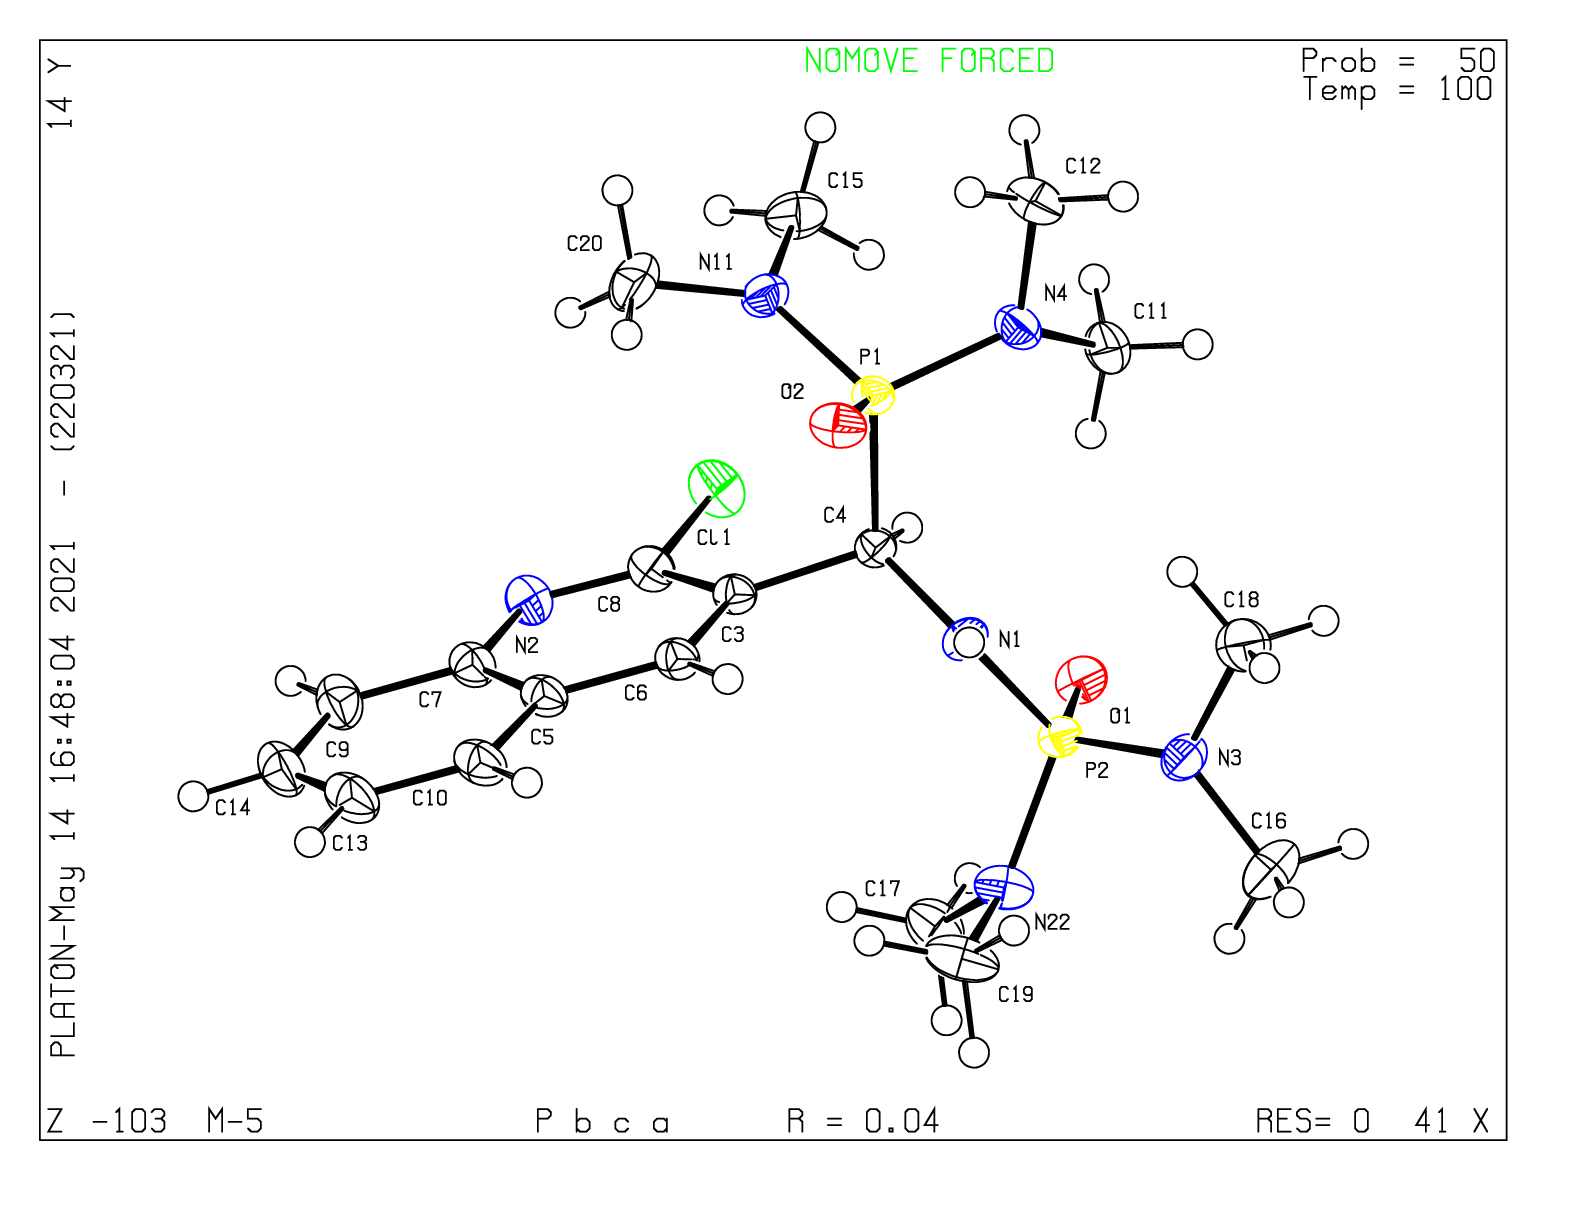 NOMOVE FORCED
Prob = 50
Temp = 100
PLATON-May 14 16:48:04 2021 - (220321) 14 Y
C15
C12
C20
N11
N4
C11
P1
O2
C4
Cl1
C18
C8
N2
C3
N1
C7
C6
O1
C5
C9
P2
N3
C10
C14
C13
C16
C17
N22
C19
Z -103 M-5 P b c a R = 0.04 RES= 0 41 X